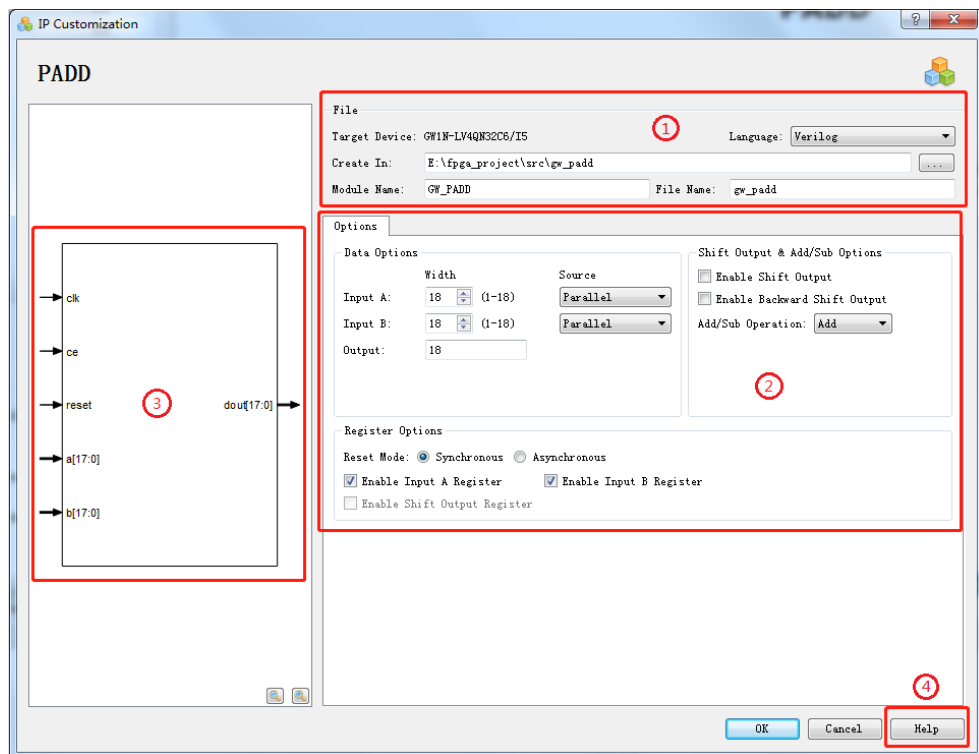 IP Customization
PADD
File
Target Device: GW1N-LV4QN32C6/I5
1
Language: Verilog
Create In: E:\fpga_project\src\gw_padd ...
Module Name: GW_PADD File Name: gw_padd
Options
Data Options
Width Source
Input A: 18 (1-18) Parallel
Input B: 18 (1-18) Parallel
Output: 18
Shift Output & Add/Sub Options
Enable Shift Output
Enable Backward Shift Output
Add/Sub Operation: Add
2
Register Options
Reset Mode: Synchronous Asynchronous
Enable Input A Register Enable Input B Register
Enable Shift Output Register
clk
ce
reset
3
dout[17:0]
a[17:0]
b[17:0]
4
OK Cancel Help